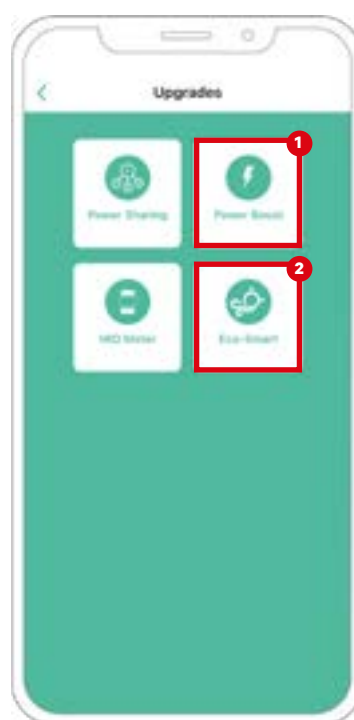 Upgrades
1
Power Sharing
Power Boost
2
MID Meter
Eco-Smart